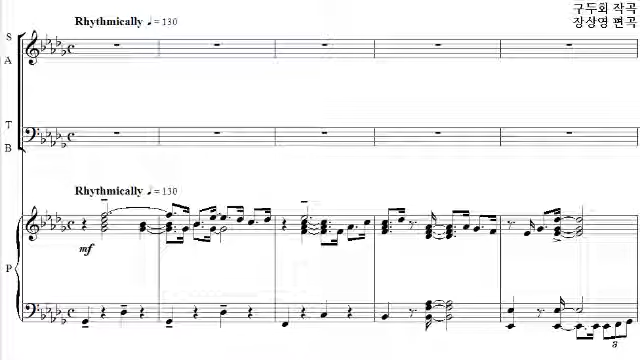 Rhythmically ♩ = 130
구두회 작곡
장상영 편곡
S
A
T
B
Rhythmically ♩ = 130
mf
P
3